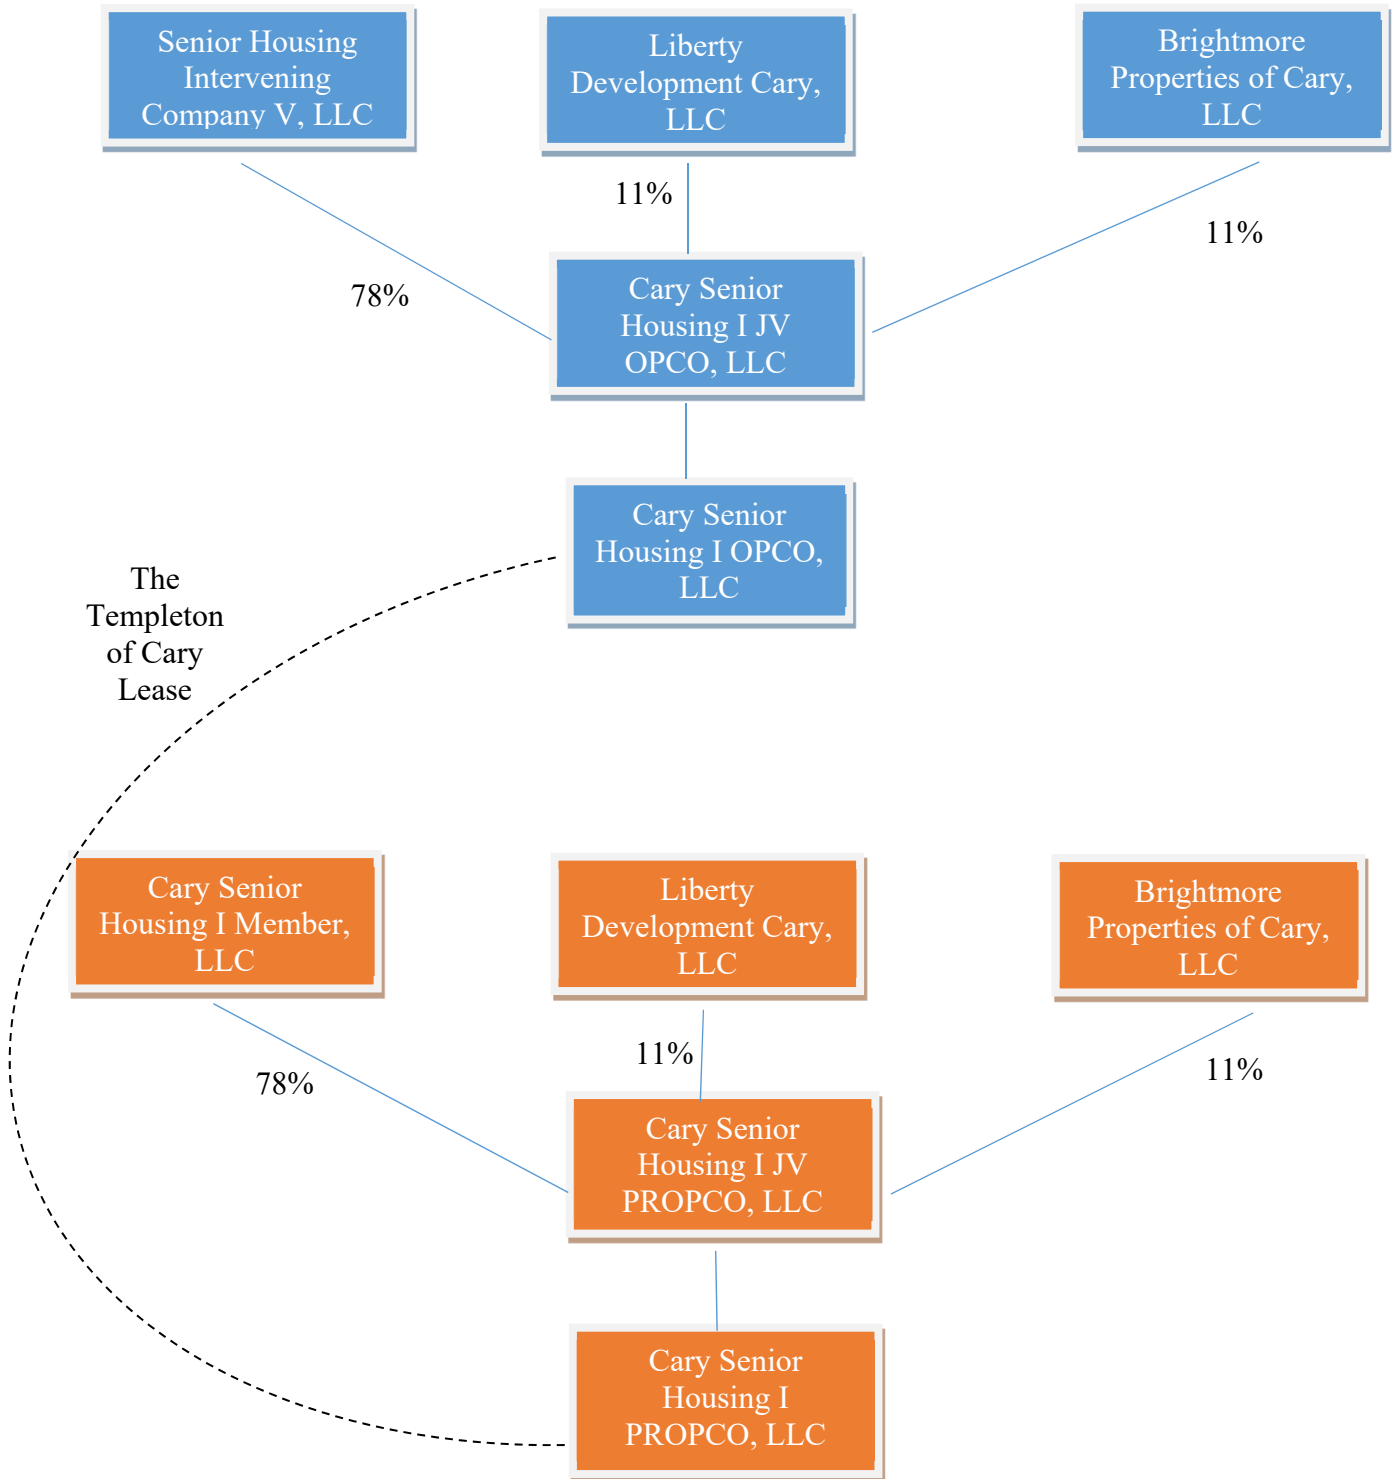 Senior Housing
Intervening
Company V, LLC
Liberty
Development Cary,
LLC
Brightmore
Properties of Cary,
LLC
11%
11%
78%
Cary Senior
Housing I JV
OPCO, LLC
Cary Senior
Housing I OPCO,
LLC
The
Templeton
of Cary
Lease
Cary Senior
Housing I Member,
LLC
Liberty
Development Cary,
LLC
Brightmore
Properties of Cary,
LLC
11%
78%
11%
Cary Senior
Housing I JV
PROPCO, LLC
Cary Senior
Housing I
PROPCO, LLC